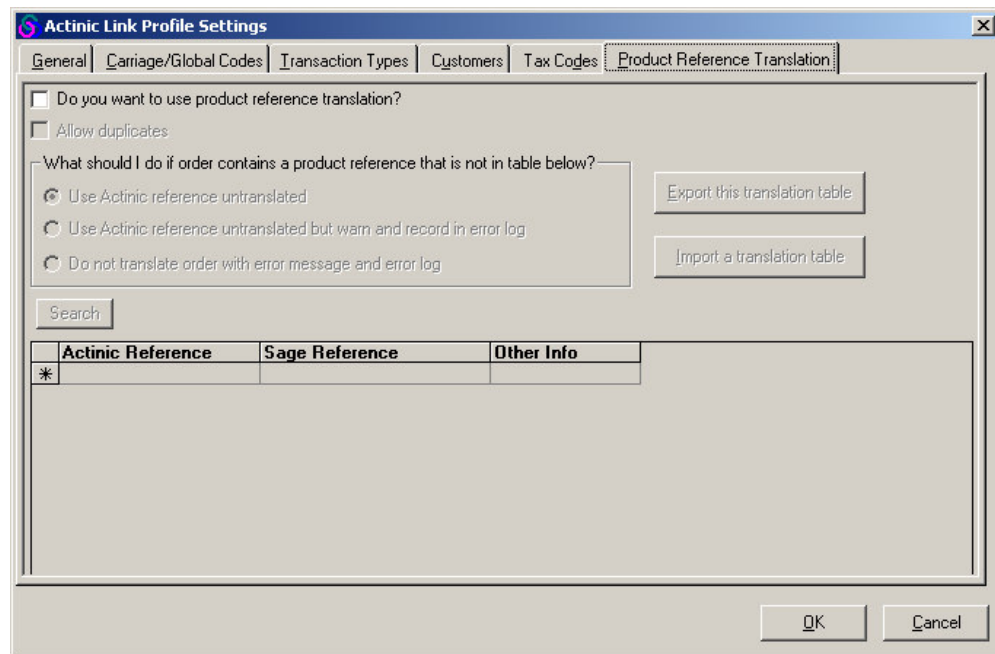 Actinic Link Profile Settings
General Carriage/Global Codes Transaction Types Customers Tax Codes Product Reference Translation
Do you want to use product reference translation?
Allow duplicates
What should I do if order contains a product reference that is not in table below?
Use Actinic reference untranslated
Use Actinic reference untranslated but warn and record in error log
Do not translate order with error message and error log
Export this translation table
Import a translation table
Search
Actinic Reference Sage Reference Other Info
OK Cancel